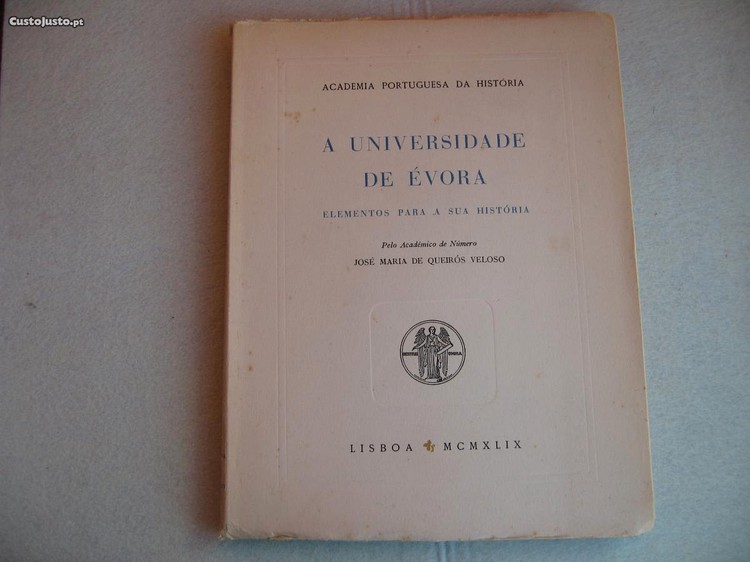 CustoJusto.pt
ACADEMIA PORTUGUESA DA HISTÓRIA
A UNIVERSIDADE
DE ÉVORA
ELEMENTOS PARA A SUA HISTÓRIA
Pelo Académico de Número
JOSÉ MARIA DE QUEIRÓS VELOSO
LISBOA MCMXLIX